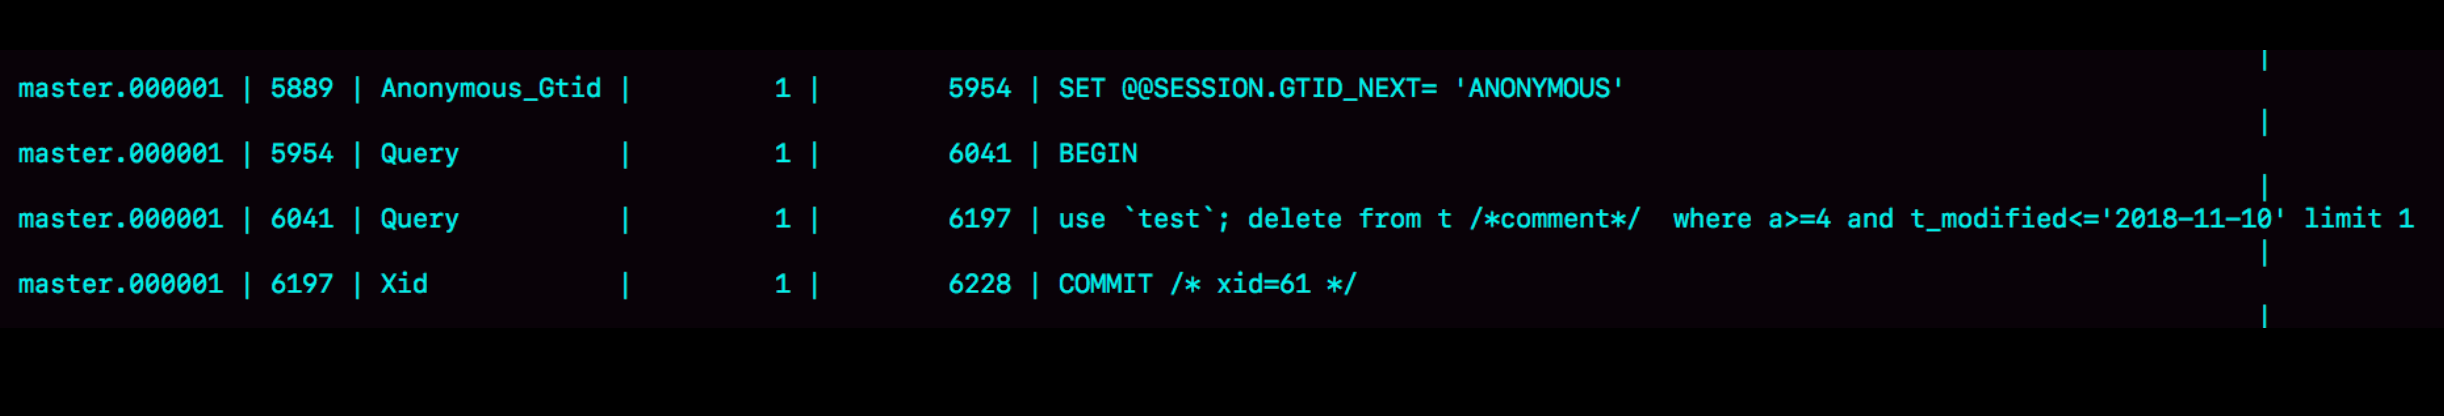 master.000001 | 5889 | Anonymous_Gtid |         1 |        5954 | SET @@SESSION.GTID_NEXT= 'ANONYMOUS' |
master.000001 | 5954 | Query          |         1 |        6041 | BEGIN |
master.000001 | 6041 | Query          |         1 |        6197 | use `test`; delete from t /*comment*/  where a>=4 and t_modified<='2018-11-10' limit 1 |
master.000001 | 6197 | Xid            |         1 |        6228 | COMMIT /* xid=61 */ |